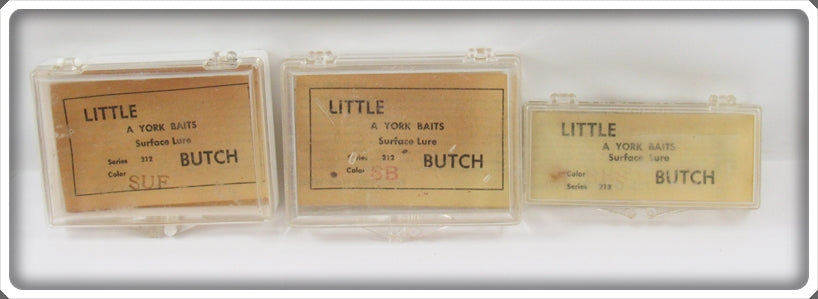 LITTLE
A YORK BAITS
Surface Lure
Series 212
BUTCH
Color SUF
LITTLE
A YORK BAITS
Surface Lure
Series 212
BUTCH
Color SB
LITTLE
A YORK BAITS
Surface Lure
Color
BUTCH
Series 213